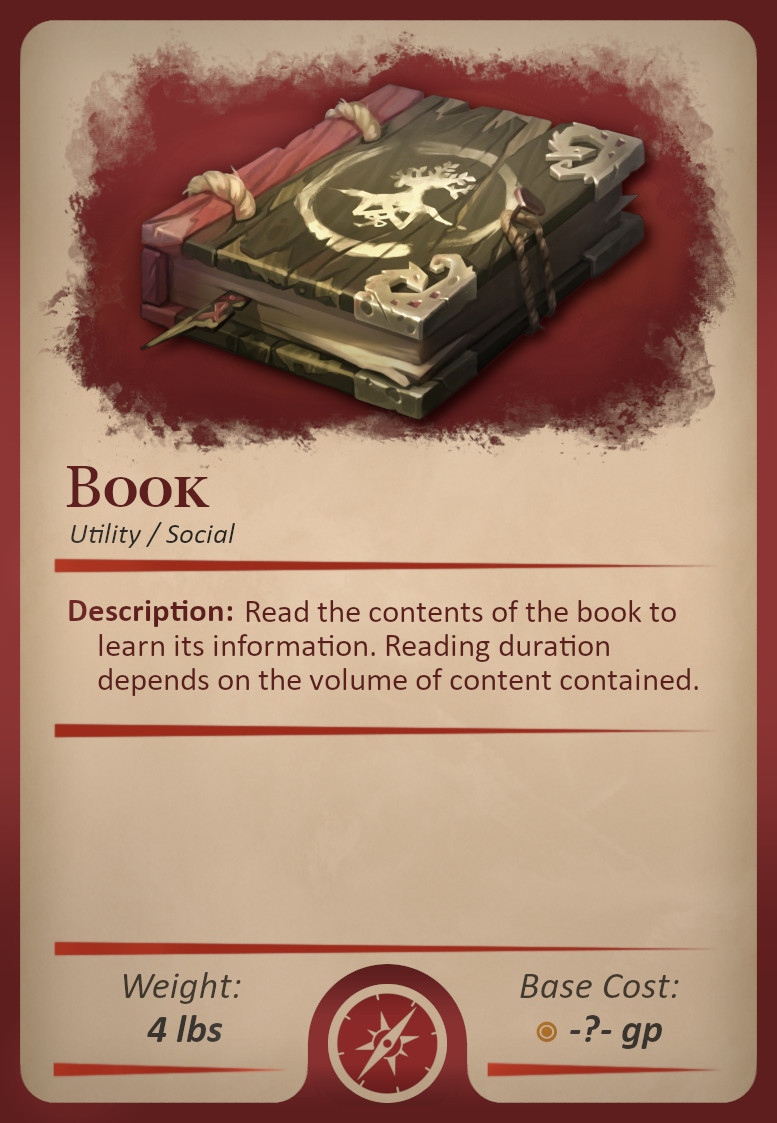 Book
Utility / Social
Description: Read the contents of the book to
learn its information. Reading duration
depends on the volume of content contained.
Weight:
4 lbs
Base Cost:
-?- gp